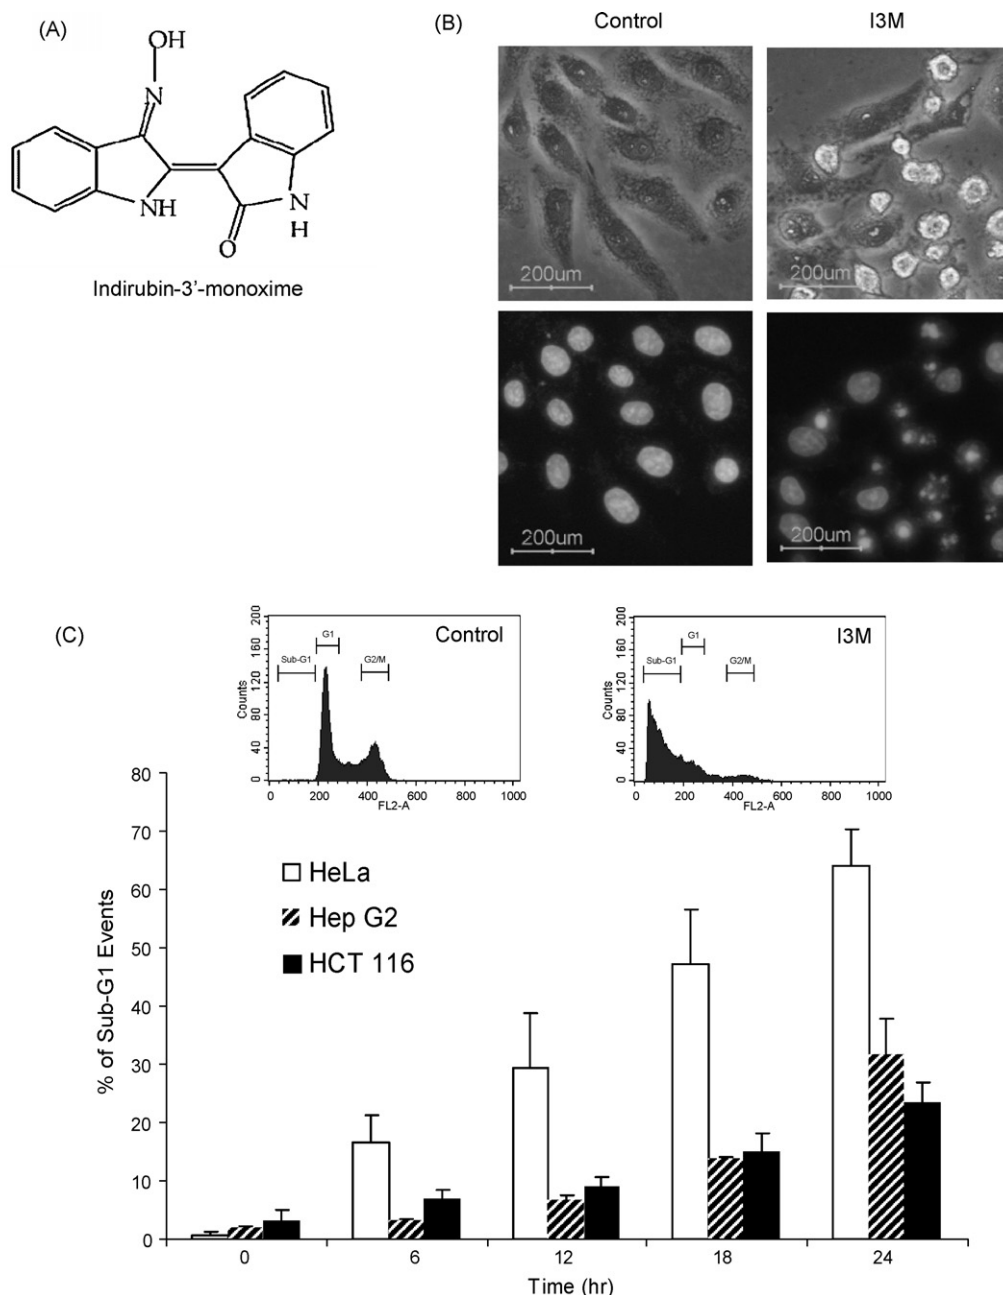 (A)
OH
N
NH
O
N
H
Indirubin-3’-monoxime
(B)
Control
I3M
200um
200um
200um
200um
(C)
Control
G1
Sub-G1
G2/M
Counts
0 40 80 120 160 200
0 200 400 600 800 1000
FL2-A
I3M
G1
Sub-G1
G2/M
Counts
0 40 80 120 160 200
0 200 400 600 800 1000
FL2-A
80
70
60
50
40
30
20
10
0
% of Sub-G1 Events
HeLa
Hep G2
HCT 116
0 6 12 18 24
Time (hr)